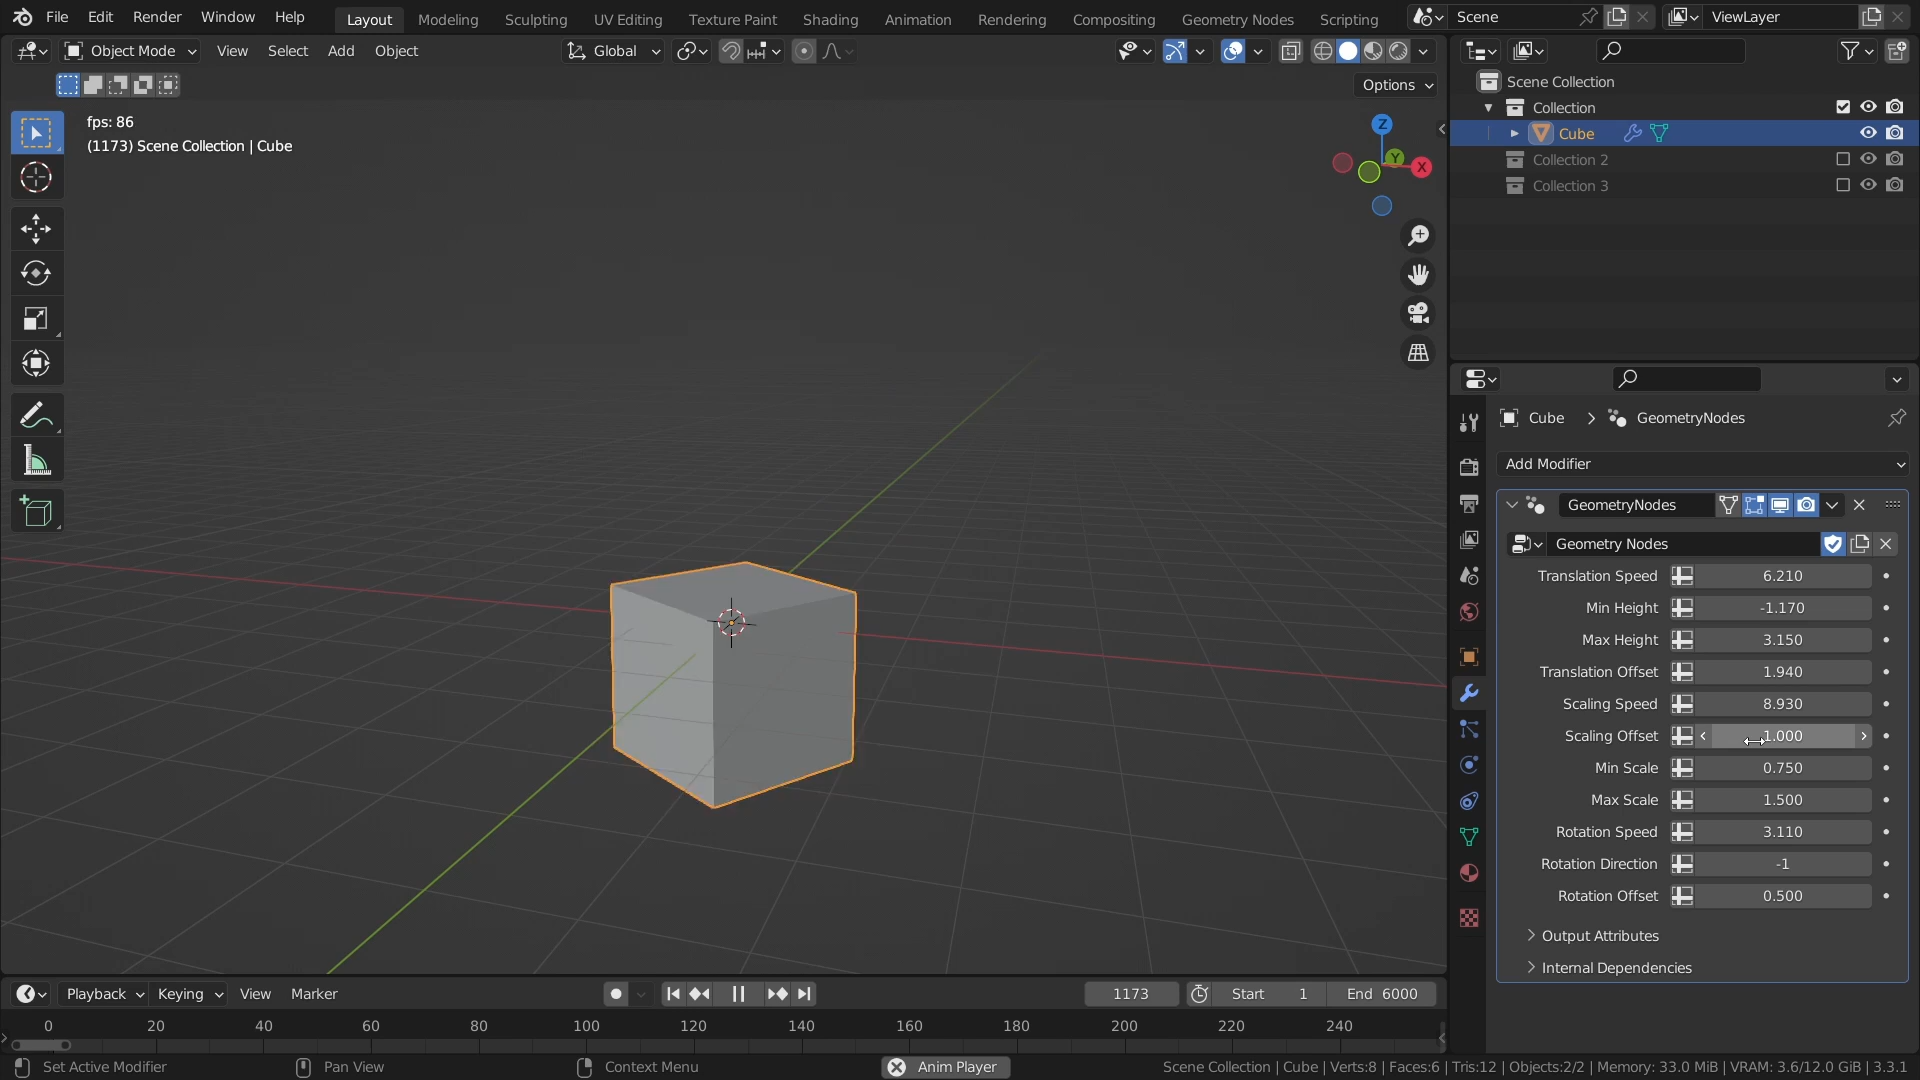 File Edit Render Window Help Layout Modeling Sculpting UV Editing Texture Paint Shading Animation Rendering Compositing Geometry Nodes Scripting Scene ViewLayer
Object Mode View Select Add Object Global
Options
fps: 86
(1173) Scene Collection | Cube
Z
Y
X
Scene Collection
Collection
Cube
Collection 2
Collection 3
Cube > GeometryNodes
Add Modifier
GeometryNodes
Geometry Nodes
Translation Speed 6.210
Min Height -1.170
Max Height 3.150
Translation Offset 1.940
Scaling Speed 8.930
Scaling Offset 1.000
Min Scale 0.750
Max Scale 1.500
Rotation Speed 3.110
Rotation Direction -1
Rotation Offset 0.500
Output Attributes
Internal Dependencies
Playback Keying View Marker 1173 Start 1 End 6000
0 20 40 60 80 100 120 140 160 180 200 220 240
Set Active Modifier Pan View Context Menu Anim Player Scene Collection | Cube | Verts:8 | Faces:6 | Tris:12 | Objects:2/2 | Memory: 33.0 MiB | VRAM: 3.6/12.0 GiB | 3.3.1